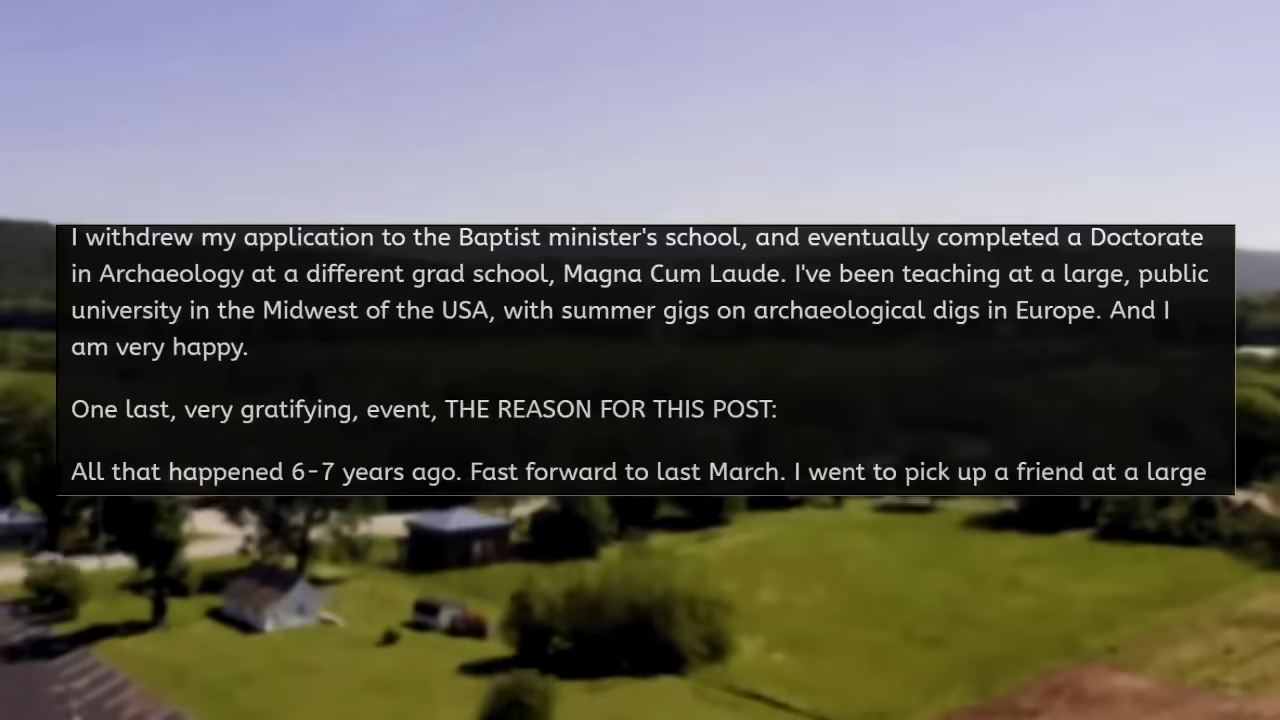 I withdrew my application to the Baptist minister's school, and eventually completed a Doctorate
in Archaeology at a different grad school, Magna Cum Laude. I've been teaching at a large, public
university in the Midwest of the USA, with summer gigs on archaeological digs in Europe. And I
am very happy.
One last, very gratifying, event, THE REASON FOR THIS POST:
All that happened 6-7 years ago. Fast forward to last March. I went to pick up a friend at a large